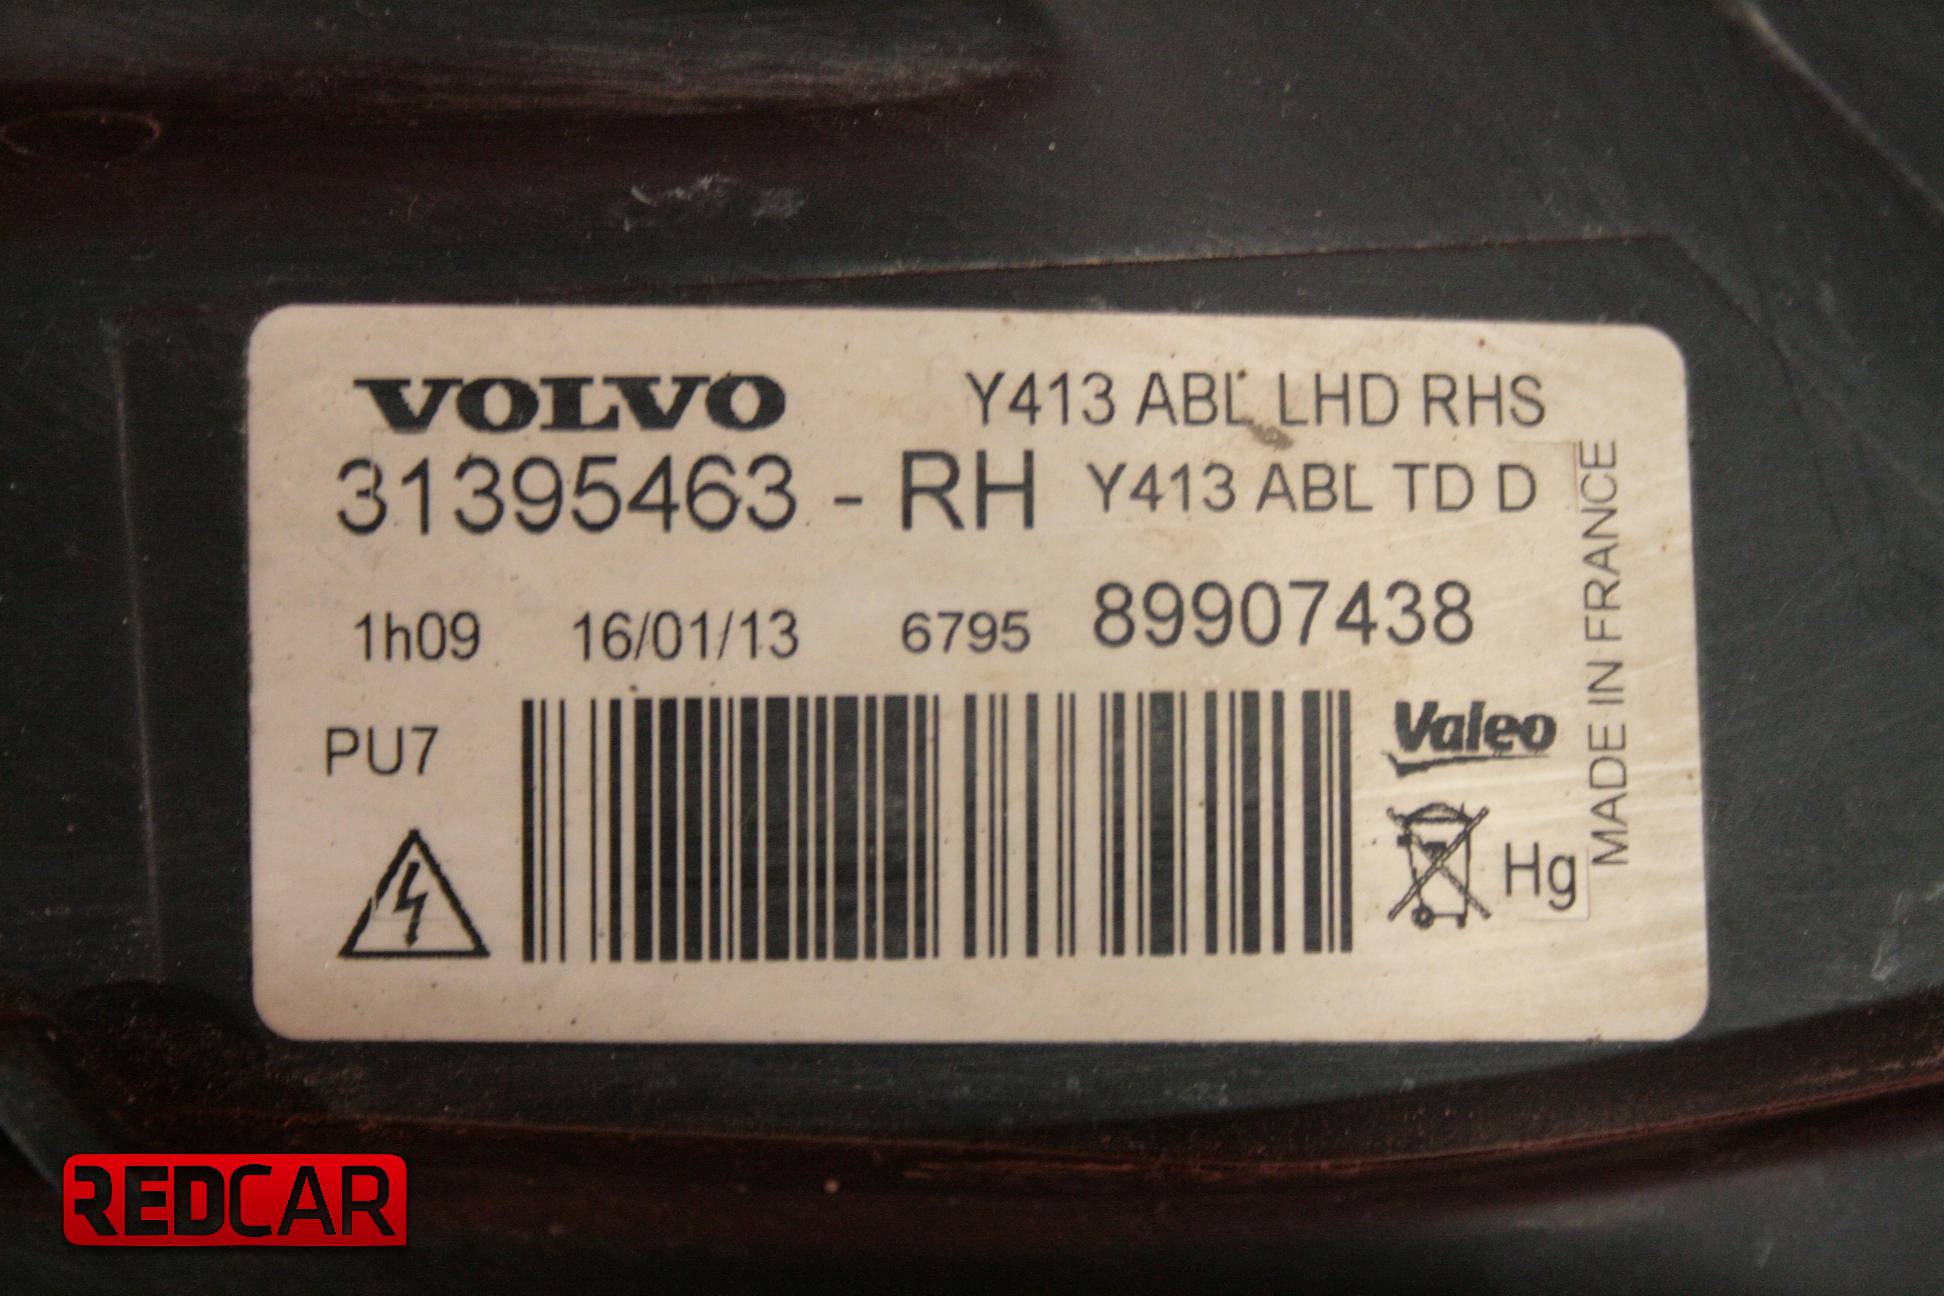 VOLVO Y413 ABL LHD RHS
31395463 - RH Y413 ABL TD D
1h09 16/01/13 6795 89907438
PU7
Valeo
Hg
MADE IN FRANCE
REDCAR